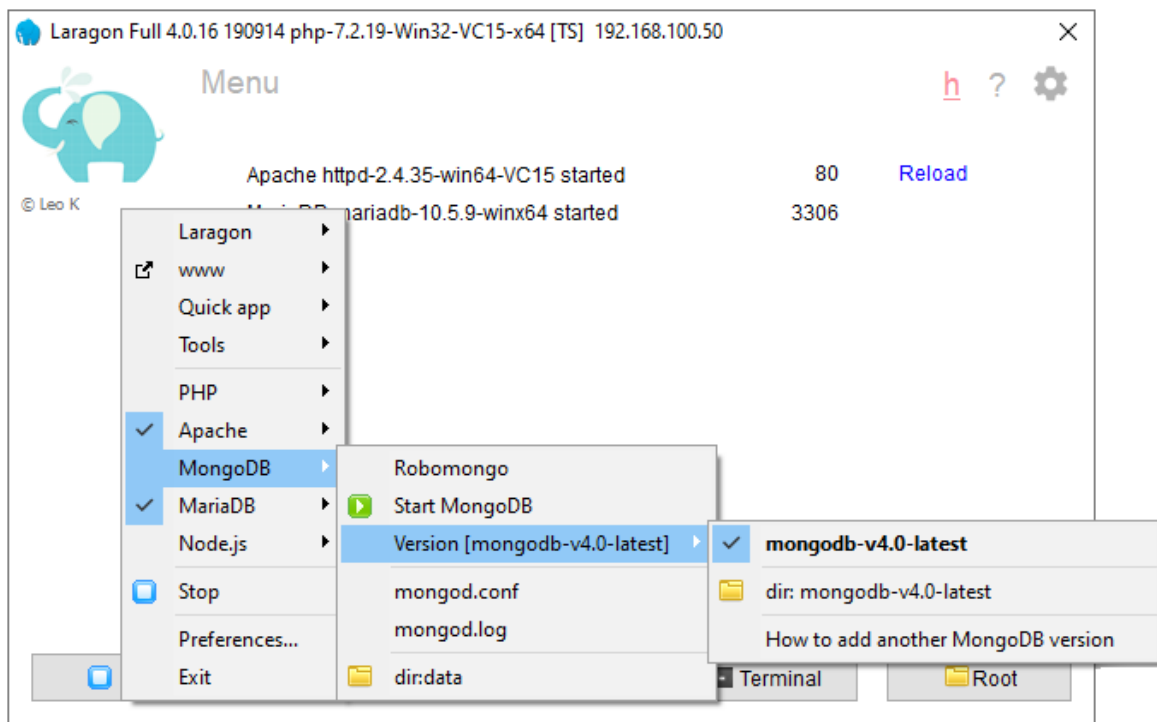 Laragon Full 4.0.16 190914 php-7.2.19-Win32-VC15-x64 [TS] 192.168.100.50
Menu
h ?
Apache httpd-2.4.35-win64-VC15 started 80 Reload
© Leo K
mariadb-10.5.9-winx64 started 3306
Laragon
www
Quick app
Tools
PHP
Apache
MongoDB
MariaDB
Node.js
Stop
Preferences...
Exit
Robomongo
Start MongoDB
Version [mongodb-v4.0-latest]
mongod.conf
mongod.log
dir:data
mongodb-v4.0-latest
dir: mongodb-v4.0-latest
How to add another MongoDB version
Terminal
Root